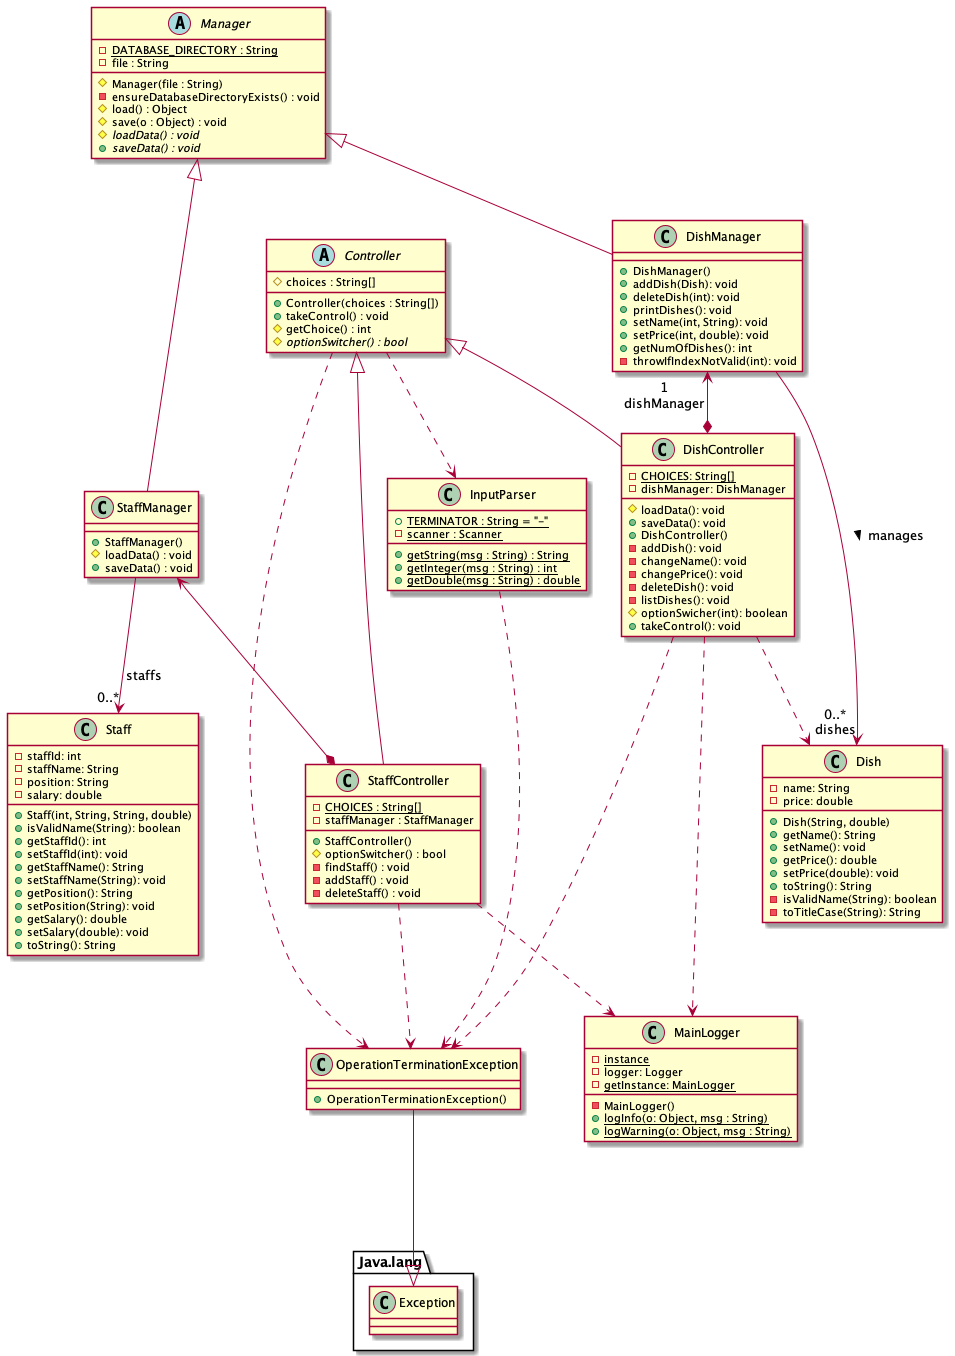 A Manager
DATABASE_DIRECTORY : String
file : String
Manager(file : String)
ensureDatabaseDirectoryExists() : void
load() : Object
save(o : Object) : void
loadData() : void
saveData() : void
C DishManager
DishManager()
addDish(Dish): void
deleteDish(int): void
printDishes(): void
setName(int, String): void
setPrice(int, double): void
getNumOfDishes(): int
throwIfIndexNotValid(int): void
A Controller
choices : String[]
Controller(choices : String[])
takeControl() : void
getChoice() : int
optionSwitcher() : bool
1
dishManager
C DishController
CHOICES: String[]
dishManager: DishManager
loadData(): void
saveData(): void
DishController()
addDish(): void
changeName(): void
changePrice(): void
deleteDish(): void
listDishes(): void
optionSwicher(int): boolean
takeControl(): void
manages
C InputParser
TERMINATOR : String = "-"
scanner : Scanner
getString(msg : String) : String
getInteger(msg : String) : int
getDouble(msg : String) : double
C StaffManager
StaffManager()
loadData() : void
saveData() : void
staffs
0..*
C Staff
staffId: int
staffName: String
position: String
salary: double
Staff(int, String, String, double)
isValidName(String): boolean
getStaffId(): int
setStaffId(int): void
getStaffName(): String
setStaffName(String): void
getPosition(): String
setPosition(String): void
getSalary(): double
setSalary(double): void
toString(): String
C StaffController
CHOICES : String[]
staffManager : StaffManager
StaffController()
optionSwitcher() : bool
findStaff() : void
addStaff() : void
deleteStaff() : void
0..*
dishes
C Dish
name: String
price: double
Dish(String, double)
getName(): String
setName(): void
getPrice(): double
setPrice(double): void
toString(): String
isValidName(String): boolean
toTitleCase(String): String
C MainLogger
instance
logger: Logger
getInstance: MainLogger
MainLogger()
logInfo(o: Object, msg : String)
logWarning(o: Object, msg : String)
C OperationTerminationException
OperationTerminationException()
Java.lang
C Exception